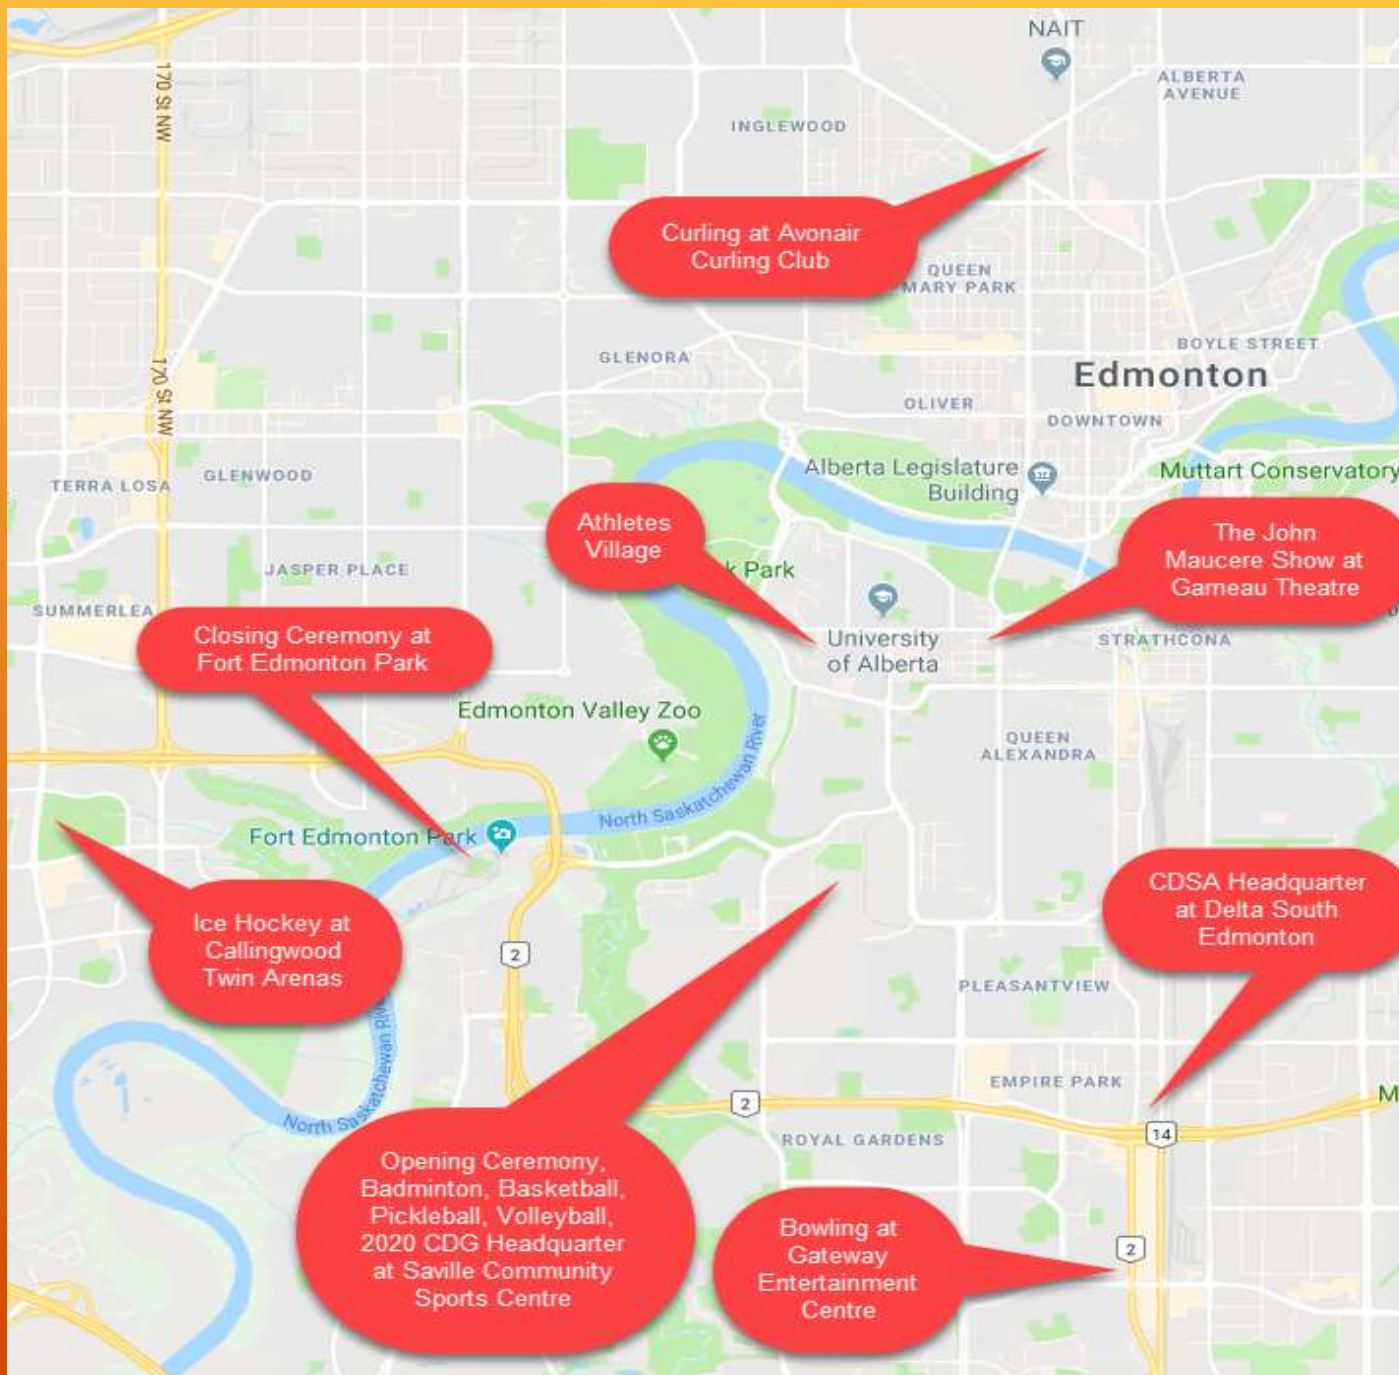 NAIT
ALBERTA
AVENUE
170 St NW
INGLEWOOD
Curling at Avonair
Curling Club
QUEEN
MARY PARK
BOYLE STREET
GLENORA
Edmonton
170 St NW
OLIVER
DOWNTOWN
Alberta Legislature
Building
Muttart Conservatory
GLENWOOD
TERRA LOSA
Athletes
Village
The John
Maucere Show at
Garneau Theatre
k Park
JASPER PLACE
SUMMERLEA
Closing Ceremony at
Fort Edmonton Park
University
of Alberta
STRATHCONA
Edmonton Valley Zoo
QUEEN
ALEXANDRA
North Saskatchewan River
Fort Edmonton Park
CDSA Headquarter
at Delta South
Edmonton
Ice Hockey at
Callingwood
Twin Arenas
2
PLEASANTVIEW
North Saskatchewan Riv
EMPIRE PARK
M
2
14
ROYAL GARDENS
Opening Ceremony,
Badminton, Basketball,
Pickleball, Volleyball,
2020 CDG Headquarter
at Saville Community
Sports Centre
Bowling at
Gateway
Entertainment
Centre
2